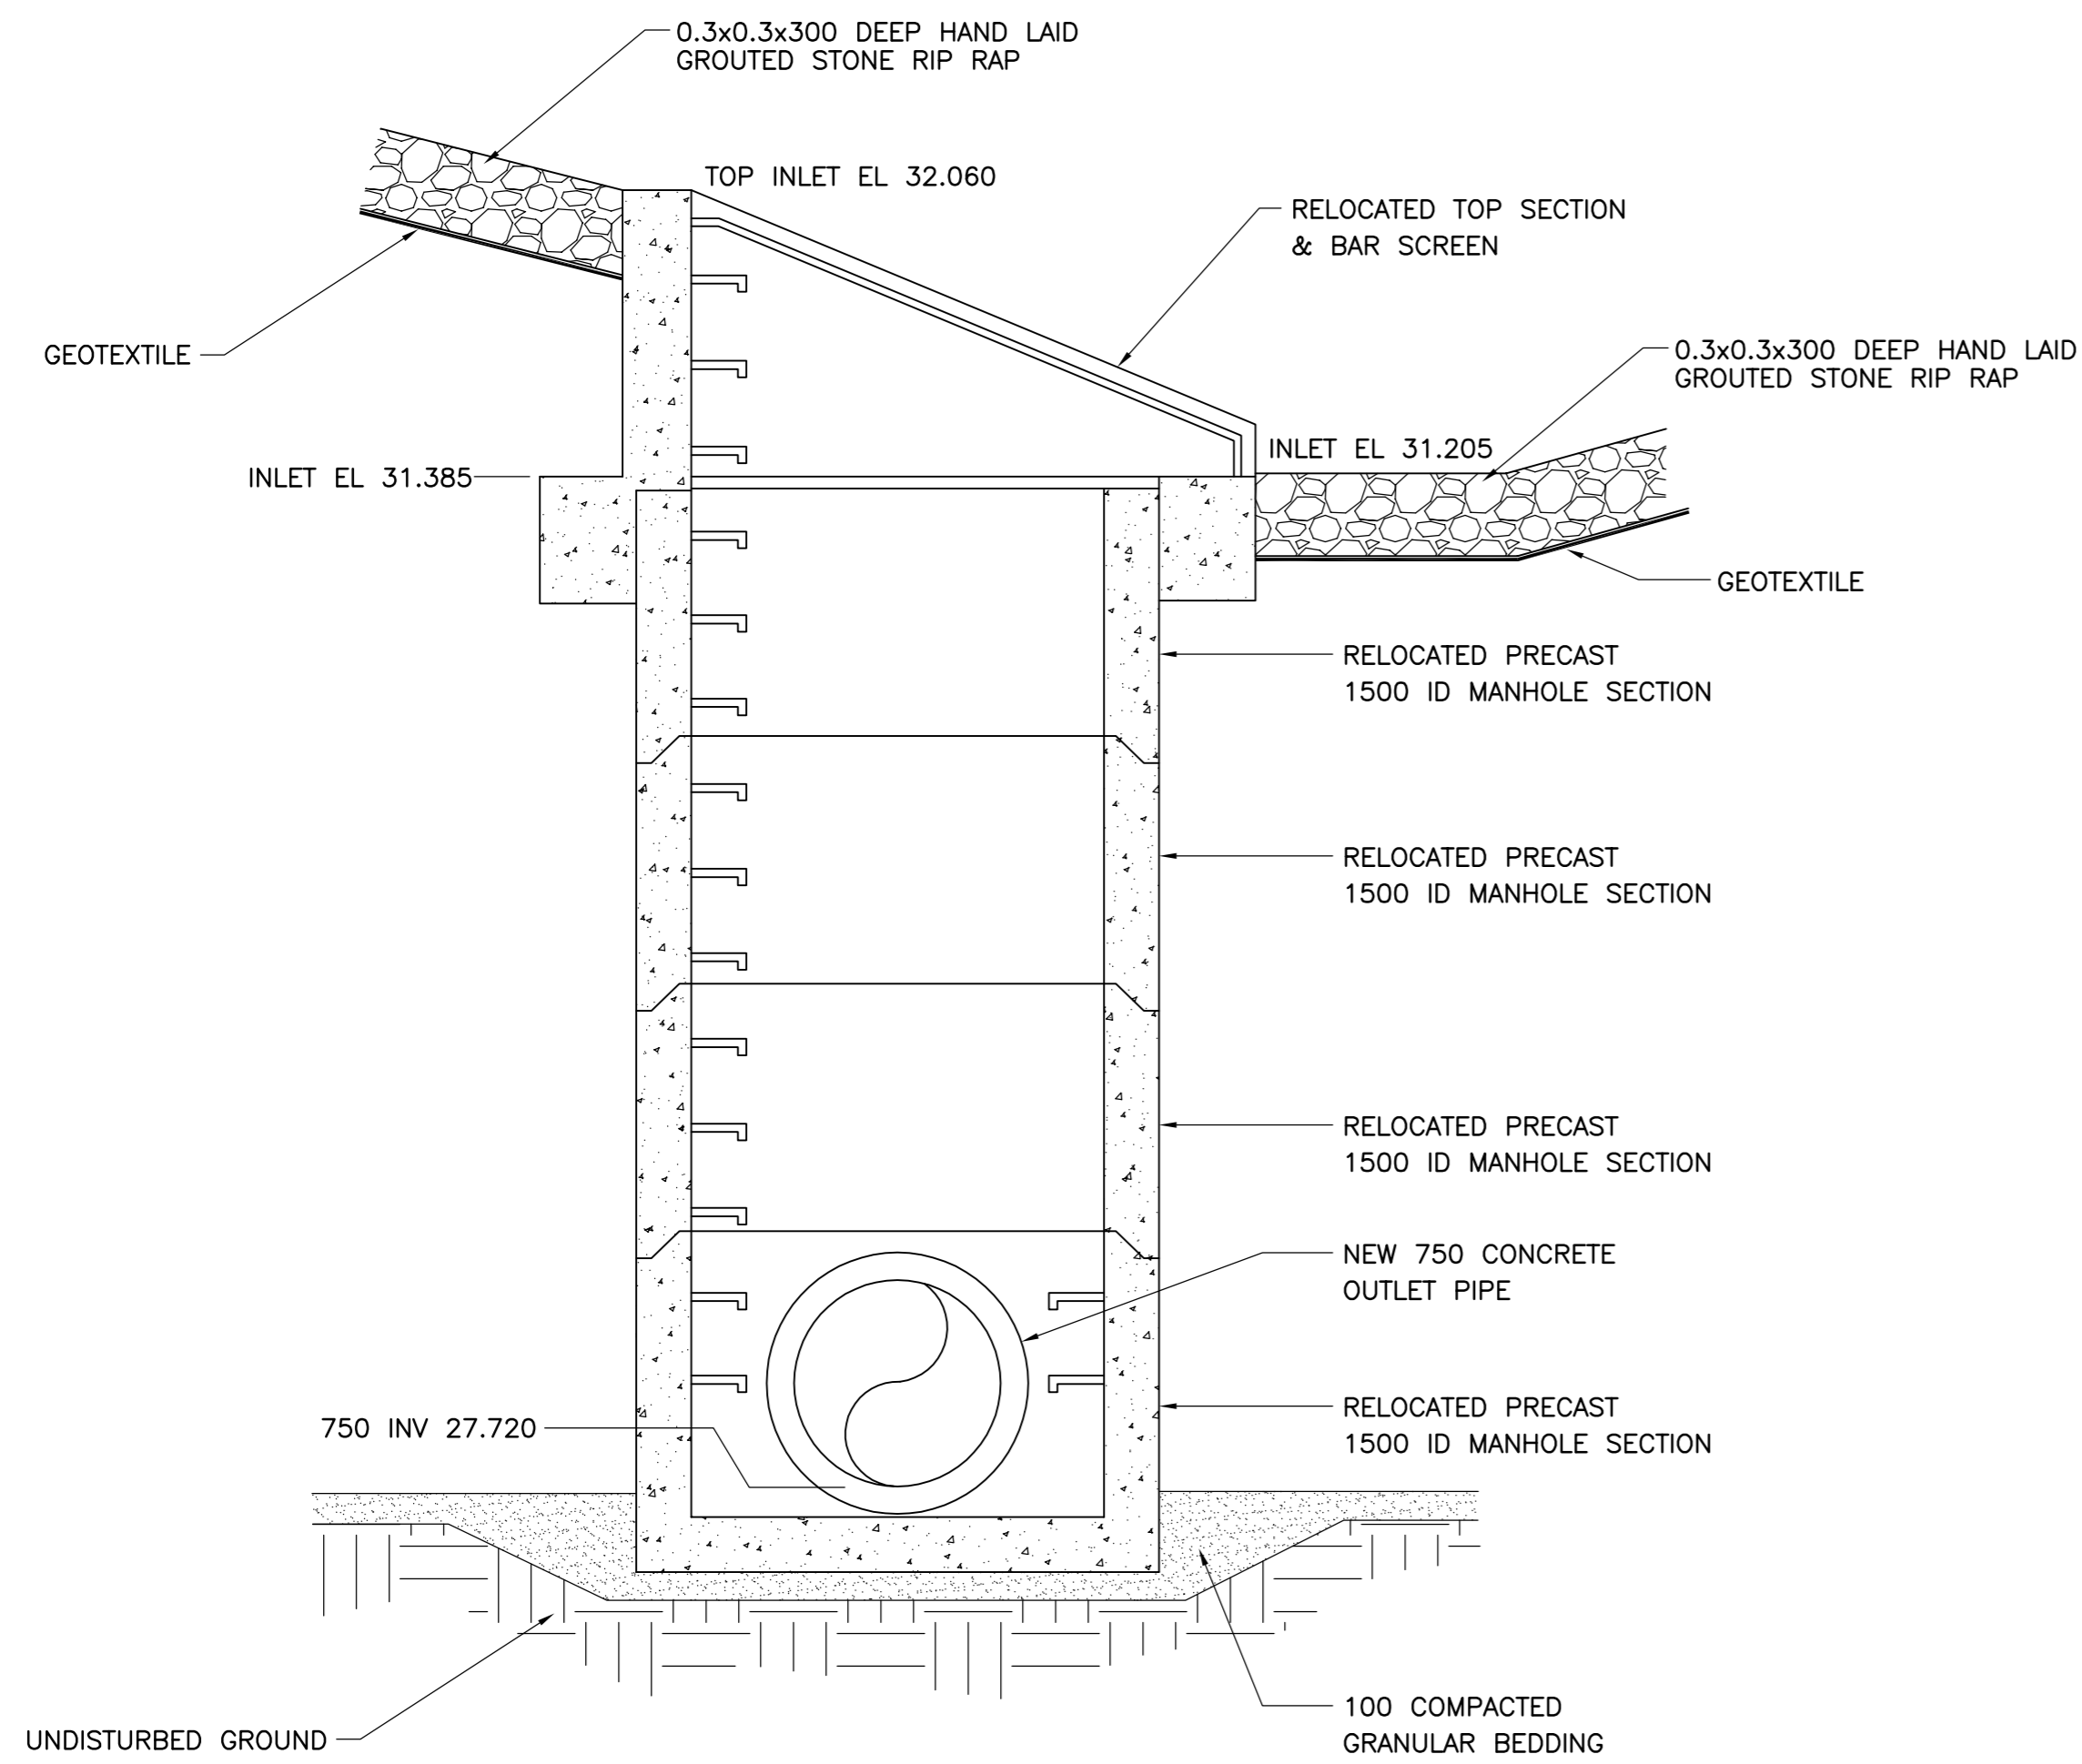 0.3x0.3x300 DEEP HAND LAID
GROUTED STONE RIP RAP
TOP INLET EL 32.060
RELOCATED TOP SECTION
& BAR SCREEN
GEOTEXTILE
0.3x0.3x300 DEEP HAND LAID
GROUTED STONE RIP RAP
INLET EL 31.205
INLET EL 31.385
GEOTEXTILE
RELOCATED PRECAST
1500 ID MANHOLE SECTION
RELOCATED PRECAST
1500 ID MANHOLE SECTION
RELOCATED PRECAST
1500 ID MANHOLE SECTION
NEW 750 CONCRETE
OUTLET PIPE
750 INV 27.720
RELOCATED PRECAST
1500 ID MANHOLE SECTION
100 COMPACTED
GRANULAR BEDDING
UNDISTURBED GROUND